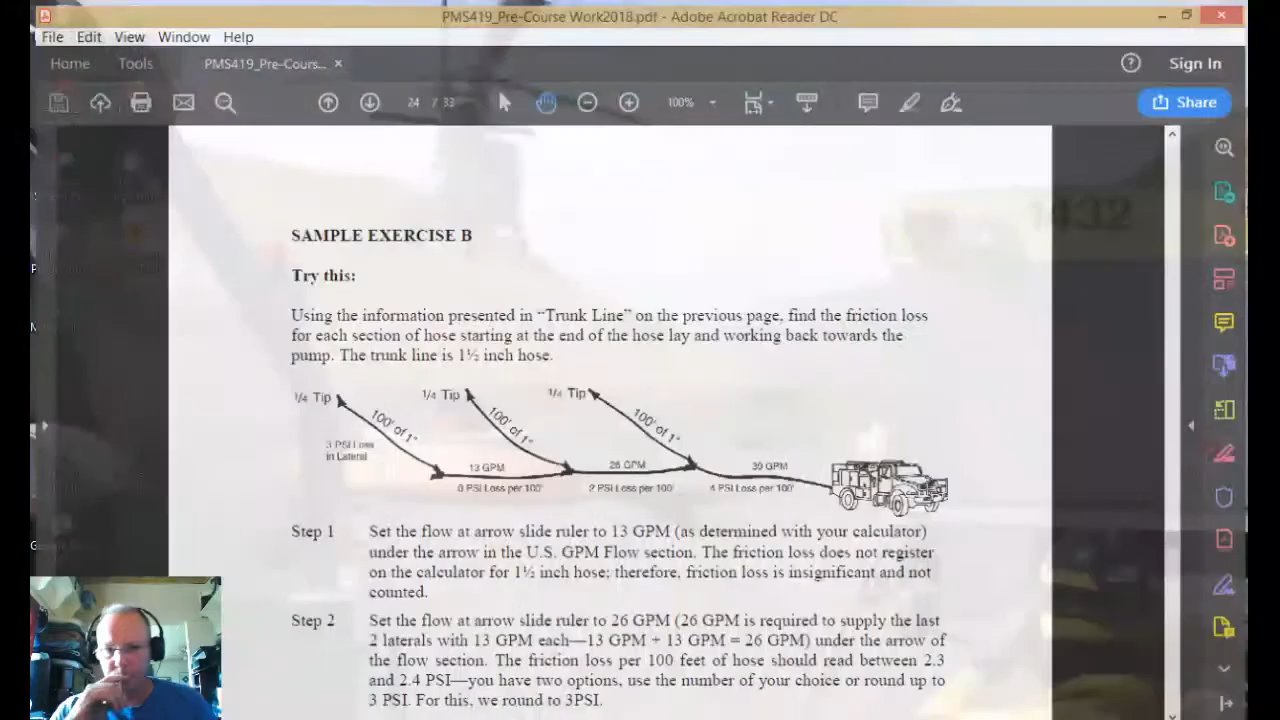 PMS419_Pre-Course Work2018.pdf - Adobe Acrobat Reader DC
File Edit View Window Help
Home Tools PMS419_Pre-Cours... × Sign In
24 / 33 100% Share
1432
SAMPLE EXERCISE B
Try this:
Using the information presented in “Trunk Line” on the previous page, find the friction loss
for each section of hose starting at the end of the hose lay and working back towards the
pump. The trunk line is 1½ inch hose.
1/4 Tip 1/4 Tip 1/4 Tip
100' of 1" 100' of 1" 100' of 1"
3 PSI Loss
in Lateral
13 GPM 26 GPM 39 GPM
0 PSI Loss per 100' 2 PSI Loss per 100' 4 PSI Loss per 100'
Step 1 Set the flow at arrow slide ruler to 13 GPM (as determined with your calculator)
under the arrow in the U.S. GPM Flow section. The friction loss does not register
on the calculator for 1½ inch hose; therefore, friction loss is insignificant and not
counted.
Step 2 Set the flow at arrow slide ruler to 26 GPM (26 GPM is required to supply the last
2 laterals with 13 GPM each—13 GPM + 13 GPM = 26 GPM) under the arrow of
the flow section. The friction loss per 100 feet of hose should read between 2.3
and 2.4 PSI—you have two options, use the number of your choice or round up to
3 PSI. For this, we round to 3PSI.